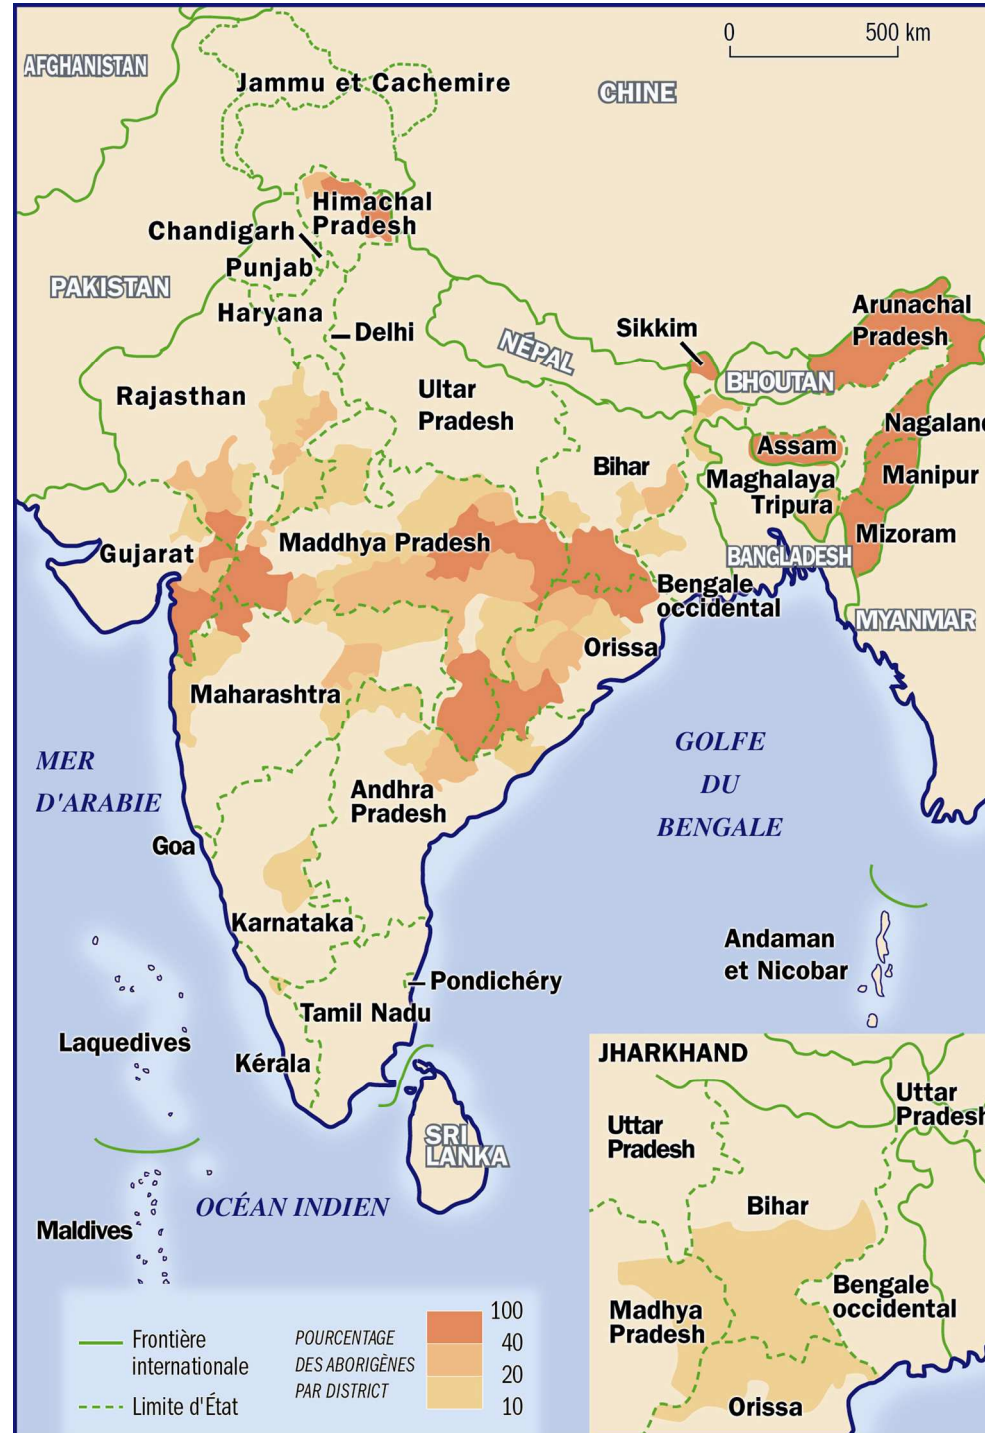 0 500 km
AFGHANISTAN
Jammu et Cachemire
CHINE
Himachal
Pradesh
Chandigarh
Punjab
PAKISTAN
Haryana
Delhi
Sikkim
NÉPAL
Arunachal
Pradesh
BHOUTAN
Rajasthan
Ultar
Pradesh
Nagaland
Assam
Bihar
Maghalaya
Manipur
Tripura
Mizoram
Gujarat
Maddhya Pradesh
BANGLADESH
Bengale
occidental
MYANMAR
Orissa
Maharashtra
MER
D'ARABIE
GOLFE
DU
BENGALE
Andhra
Pradesh
Goa
Karnataka
Andaman
et Nicobar
Pondichéry
Tamil Nadu
Laquedives
Kérala
SRI
LANKA
OCÉAN INDIEN
Maldives
JHARKHAND
Uttar
Pradesh
Uttar
Pradesh
Bihar
Bengale
occidental
Madhya
Pradesh
Orissa
Frontière
internationale
Limite d'État
POURCENTAGE
DES ABORIGÈNES
PAR DISTRICT
100
40
20
10